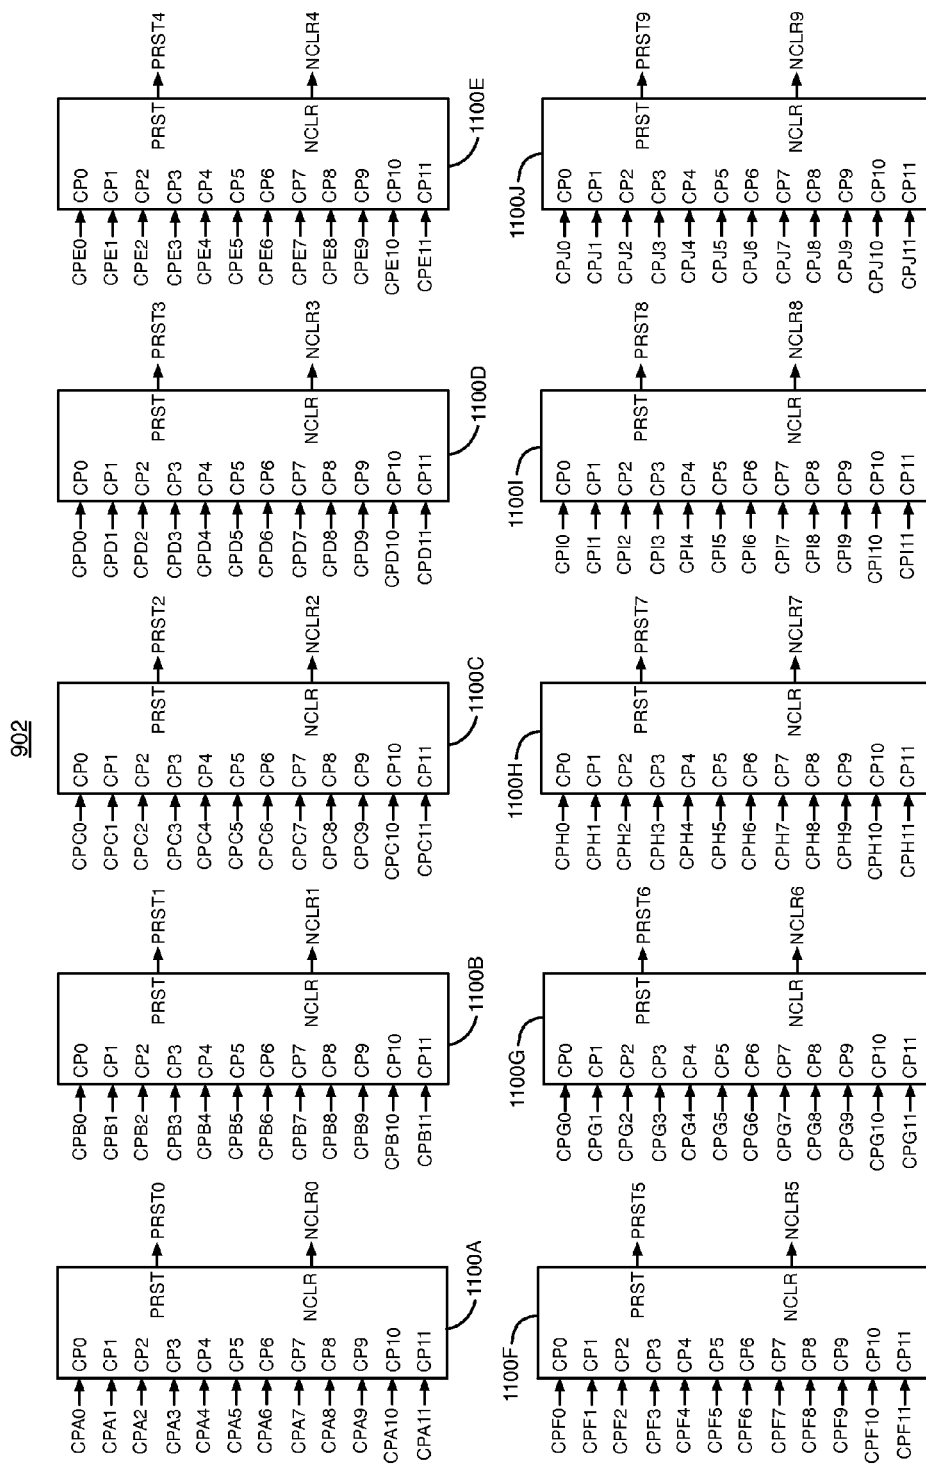 902
CPA0 CP0
CPA1 CP1
CPA2 CP2
CPA3 CP3
CPA4 CP4
CPA5 CP5
CPA6 CP6
CPA7 CP7
CPA8 CP8
CPA9 CP9
CPA10 CP10
CPA11 CP11
PRST PRST0
NCLR NCLR0
1100A
CPB0 CP0
CPB1 CP1
CPB2 CP2
CPB3 CP3
CPB4 CP4
CPB5 CP5
CPB6 CP6
CPB7 CP7
CPB8 CP8
CPB9 CP9
CPB10 CP10
CPB11 CP11
PRST PRST1
NCLR NCLR1
1100B
CPC0 CP0
CPC1 CP1
CPC2 CP2
CPC3 CP3
CPC4 CP4
CPC5 CP5
CPC6 CP6
CPC7 CP7
CPC8 CP8
CPC9 CP9
CPC10 CP10
CPC11 CP11
PRST PRST2
NCLR NCLR2
1100C
CPD0 CP0
CPD1 CP1
CPD2 CP2
CPD3 CP3
CPD4 CP4
CPD5 CP5
CPD6 CP6
CPD7 CP7
CPD8 CP8
CPD9 CP9
CPD10 CP10
CPD11 CP11
PRST PRST3
NCLR NCLR3
1100D
CPE0 CP0
CPE1 CP1
CPE2 CP2
CPE3 CP3
CPE4 CP4
CPE5 CP5
CPE6 CP6
CPE7 CP7
CPE8 CP8
CPE9 CP9
CPE10 CP10
CPE11 CP11
PRST PRST4
NCLR NCLR4
1100E
1100F
CPF0 CP0
CPF1 CP1
CPF2 CP2
CPF3 CP3
CPF4 CP4
CPF5 CP5
CPF6 CP6
CPF7 CP7
CPF8 CP8
CPF9 CP9
CPF10 CP10
CPF11 CP11
PRST PRST5
NCLR NCLR5
1100G
CPG0 CP0
CPG1 CP1
CPG2 CP2
CPG3 CP3
CPG4 CP4
CPG5 CP5
CPG6 CP6
CPG7 CP7
CPG8 CP8
CPG9 CP9
CPG10 CP10
CPG11 CP11
PRST PRST6
NCLR NCLR6
1100H
CPH0 CP0
CPH1 CP1
CPH2 CP2
CPH3 CP3
CPH4 CP4
CPH5 CP5
CPH6 CP6
CPH7 CP7
CPH8 CP8
CPH9 CP9
CPH10 CP10
CPH11 CP11
PRST PRST7
NCLR NCLR7
1100I
CPI0 CP0
CPI1 CP1
CPI2 CP2
CPI3 CP3
CPI4 CP4
CPI5 CP5
CPI6 CP6
CPI7 CP7
CPI8 CP8
CPI9 CP9
CPI10 CP10
CPI11 CP11
PRST PRST8
NCLR NCLR8
1100J
CPJ0 CP0
CPJ1 CP1
CPJ2 CP2
CPJ3 CP3
CPJ4 CP4
CPJ5 CP5
CPJ6 CP6
CPJ7 CP7
CPJ8 CP8
CPJ9 CP9
CPJ10 CP10
CPJ11 CP11
PRST PRST9
NCLR NCLR9